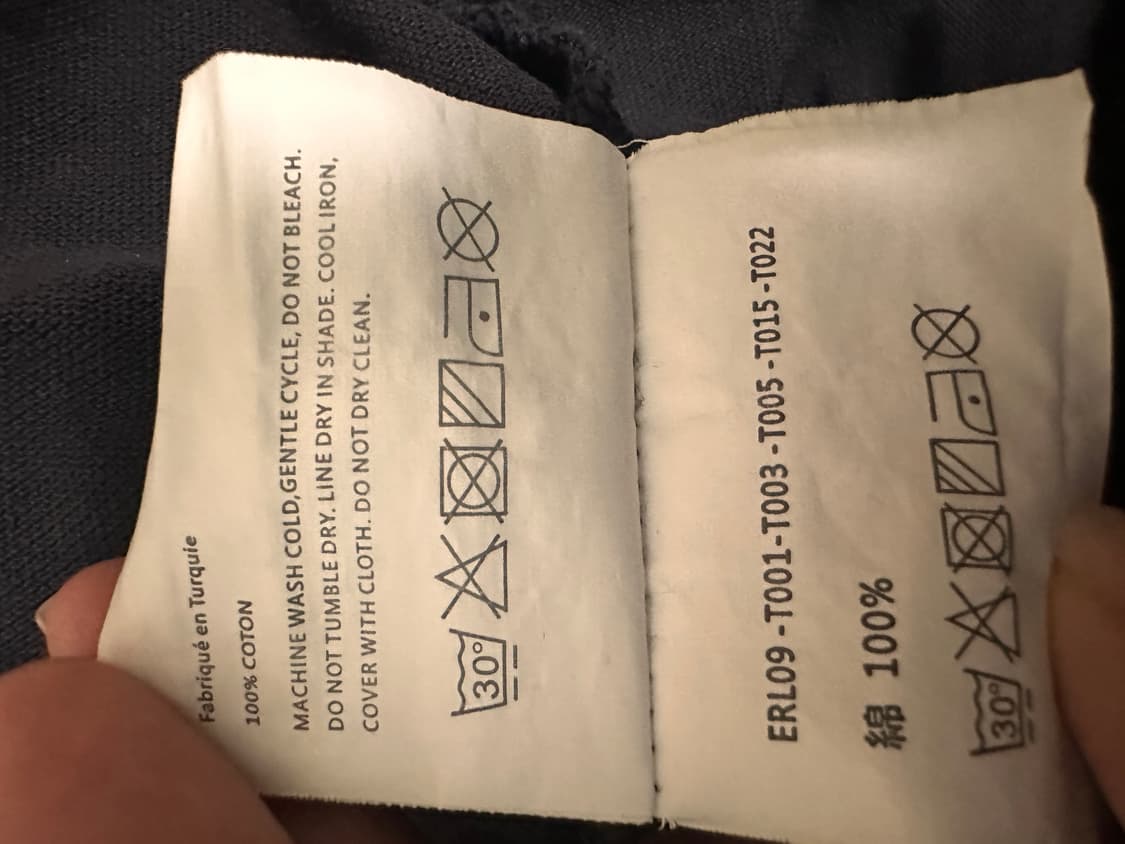 Fabriqué en Turquie
100% COTON
MACHINE WASH COLD,GENTLE CYCLE, DO NOT BLEACH.
DO NOT TUMBLE DRY. LINE DRY IN SHADE. COOL IRON,
COVER WITH CLOTH. DO NOT DRY CLEAN.
30°
ERL09 -T001-T003 -T005 -T015 -T022
綿 100%
30°